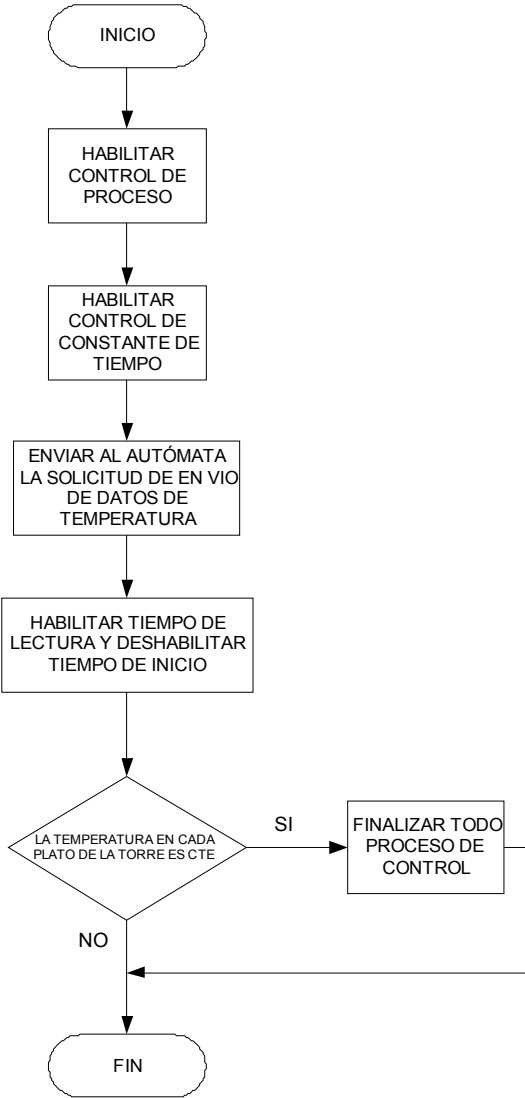 INICIO
HABILITAR
CONTROL DE
PROCESO
HABILITAR
CONTROL DE
CONSTANTE DE
TIEMPO
ENVIAR AL AUTÓMATA
LA SOLICITUD DE EN VIO
DE DATOS DE
TEMPERATURA
HABILITAR TIEMPO DE
LECTURA Y DESHABILITAR
TIEMPO DE INICIO
LA TEMPERATURA EN CADA
PLATO DE LA TORRE ES CTE
SI
FINALIZAR TODO
PROCESO DE
CONTROL
NO
FIN